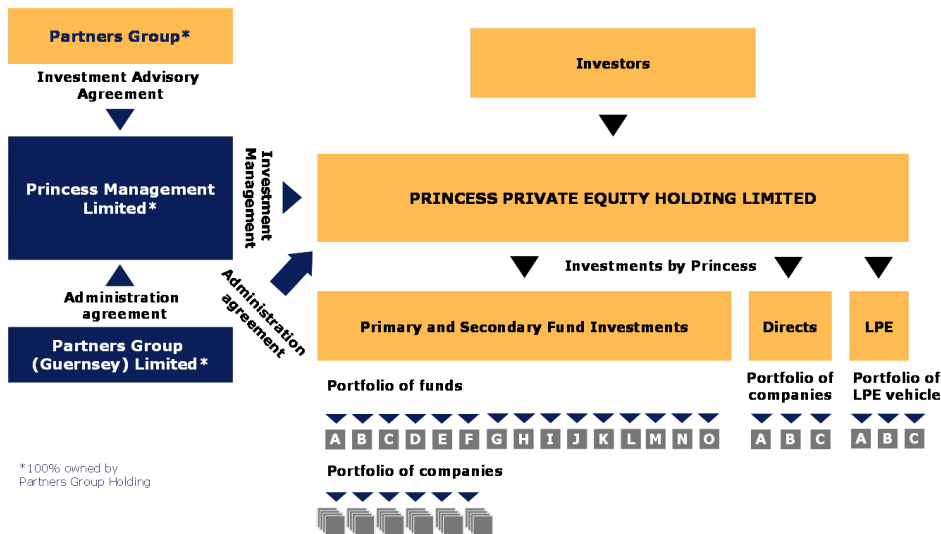 Partners Group*
Investment Advisory
Agreement
Princess Management
Limited*
Administration
agreement
Partners Group
(Guernsey) Limited*
*100% owned by
Partners Group Holding
Investment
Management
Administration
agreement
Investors
PRINCESS PRIVATE EQUITY HOLDING LIMITED
Investments by Princess
Primary and Secondary Fund Investments
Directs
LPE
Portfolio of funds
A B C D E F G H I J K L M N O
Portfolio of companies
Portfolio of
companies
A B C
Portfolio of
LPE vehicle
A B C